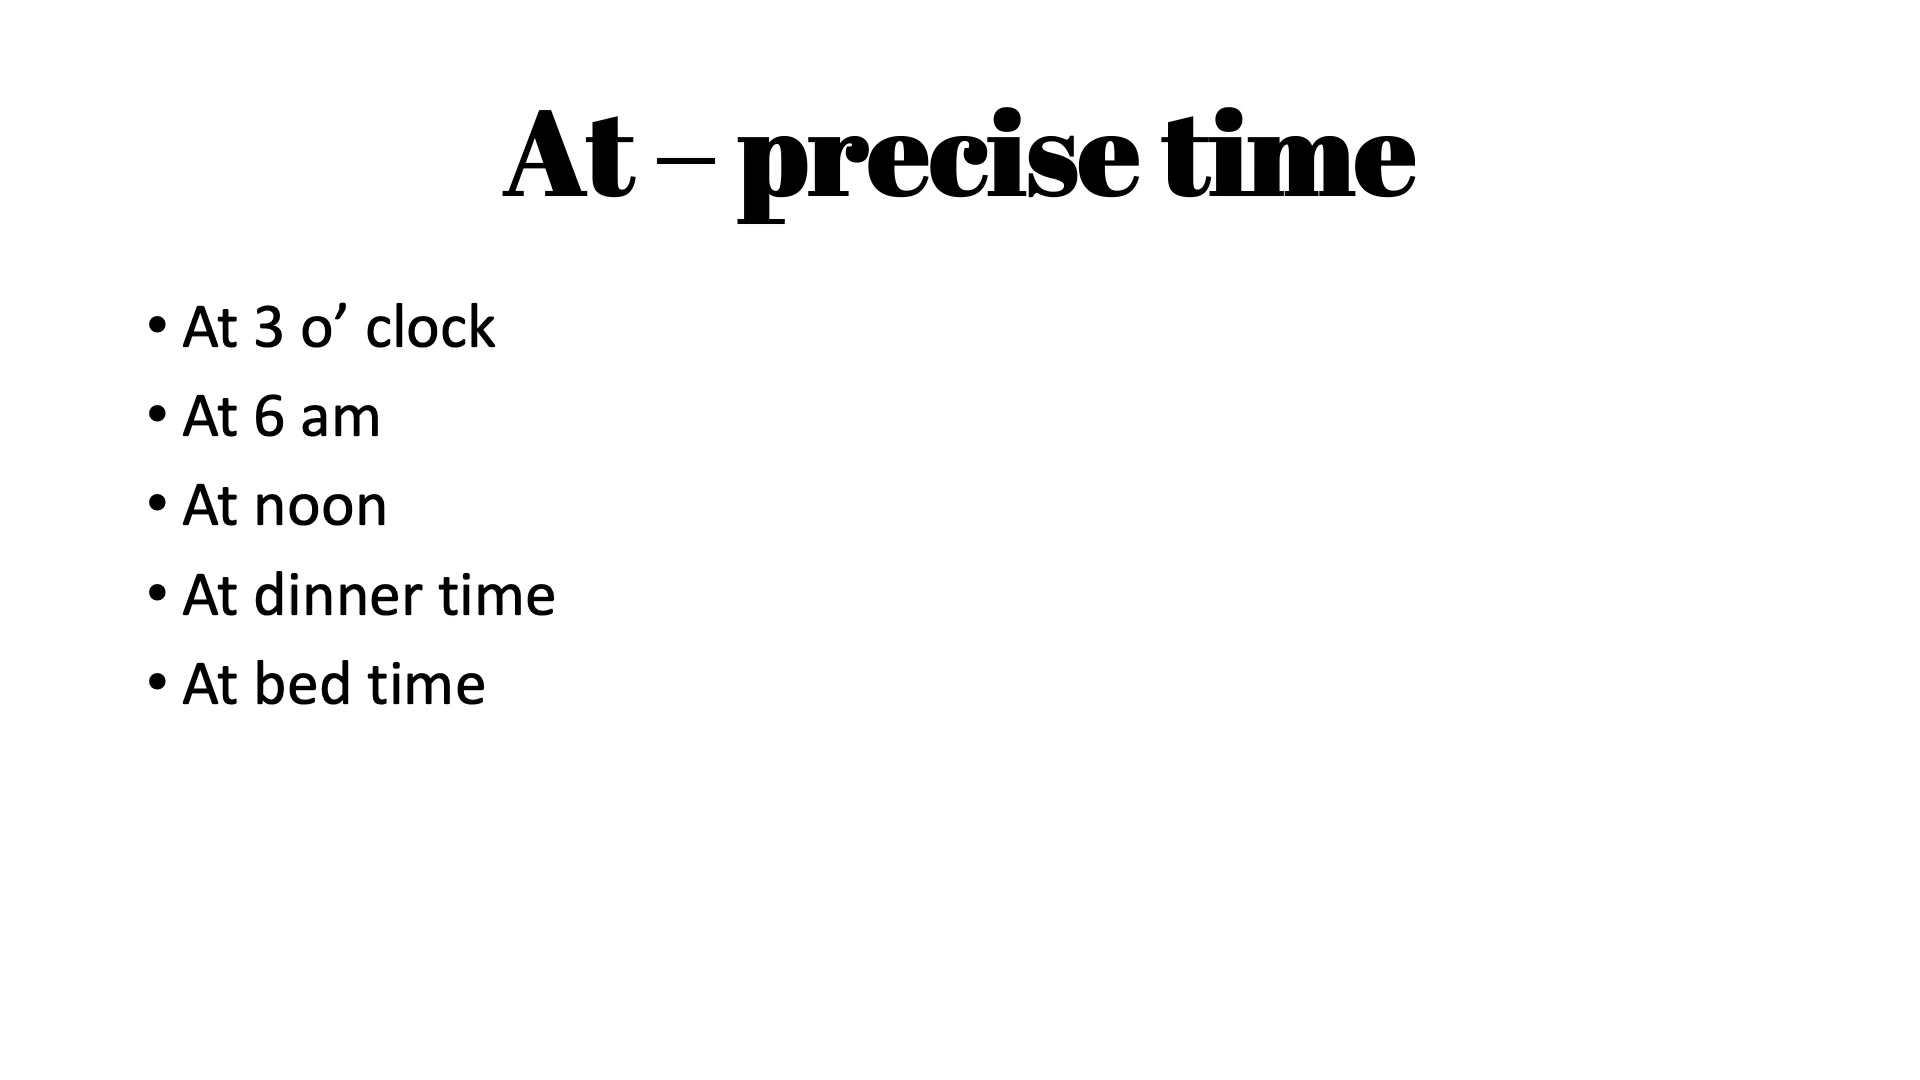 At – precise time
• At 3 o’ clock
• At 6 am
• At noon
• At dinner time
• At bed time